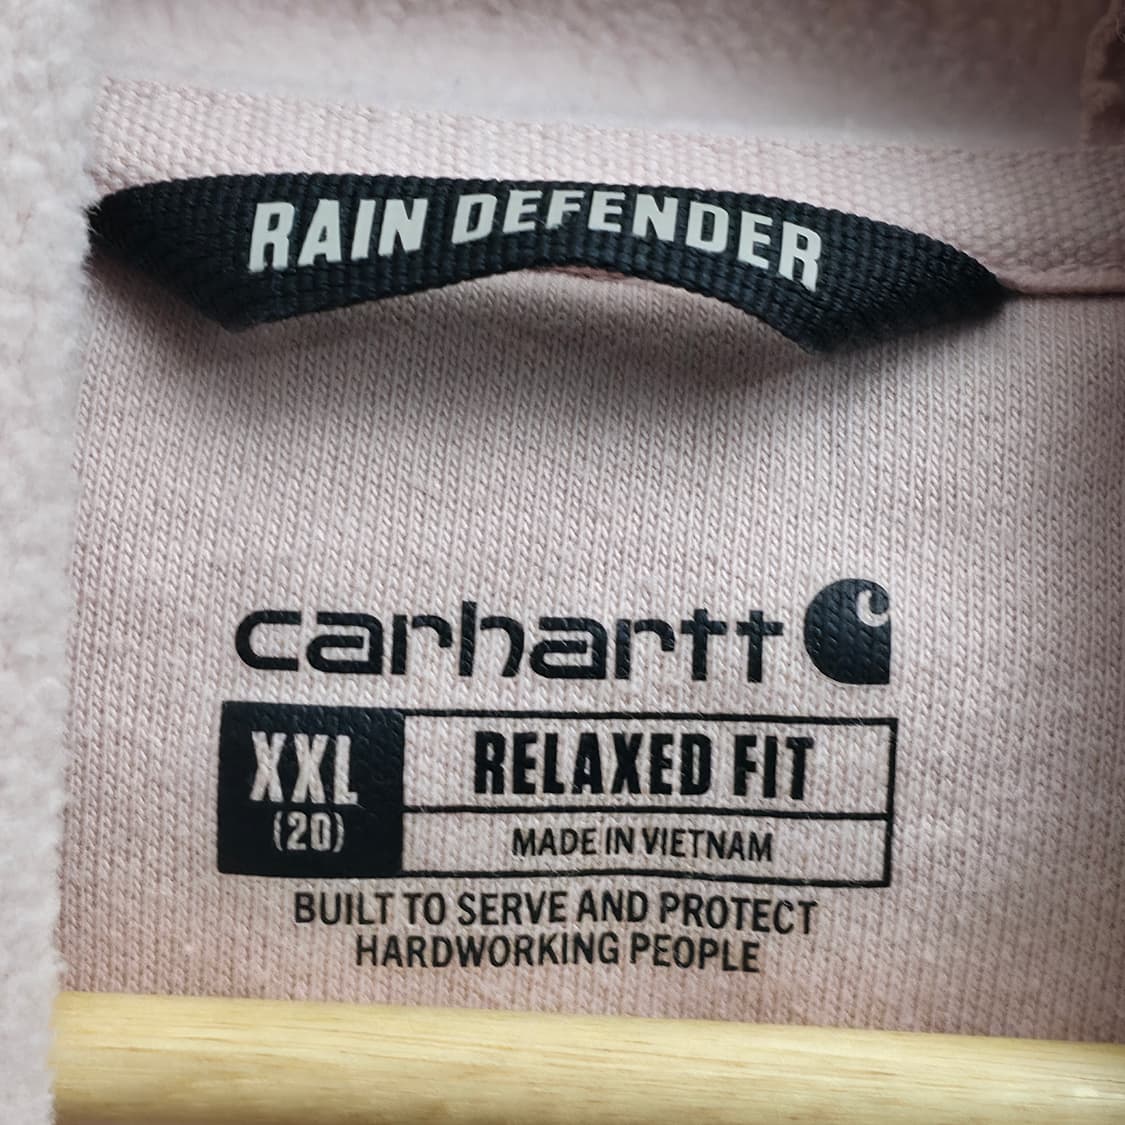 RAIN DEFENDER
carhartt
XXL
(20)
RELAXED FIT
MADE IN VIETNAM
BUILT TO SERVE AND PROTECT
HARDWORKING PEOPLE